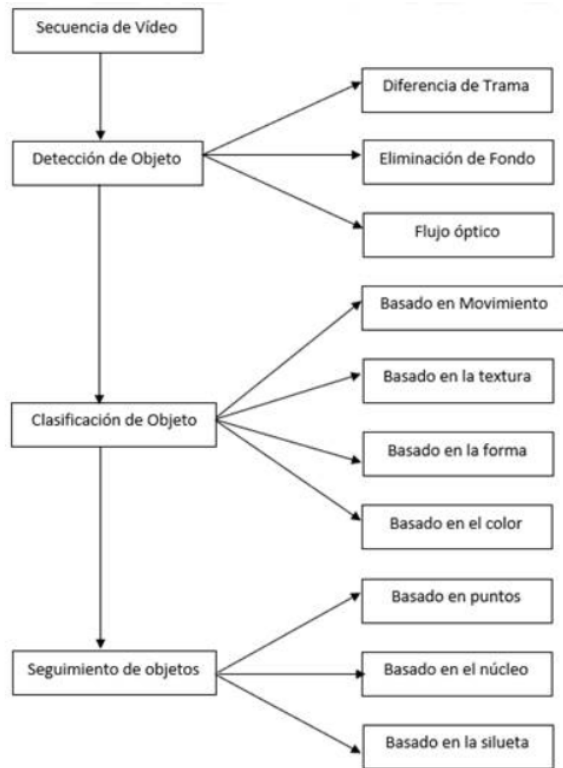 Secuencia de Vídeo
Detección de Objeto
Diferencia de Trama
Eliminación de Fondo
Flujo óptico
Clasificación de Objeto
Basado en Movimiento
Basado en la textura
Basado en la forma
Basado en el color
Seguimiento de objetos
Basado en puntos
Basado en el núcleo
Basado en la silueta